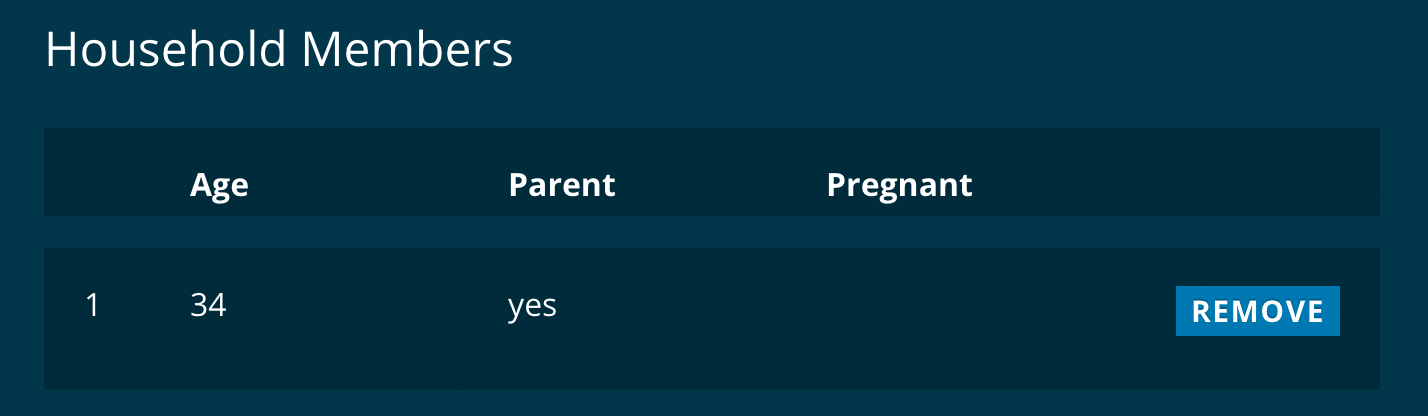 Household Members
Age Parent Pregnant
1 34 yes REMOVE